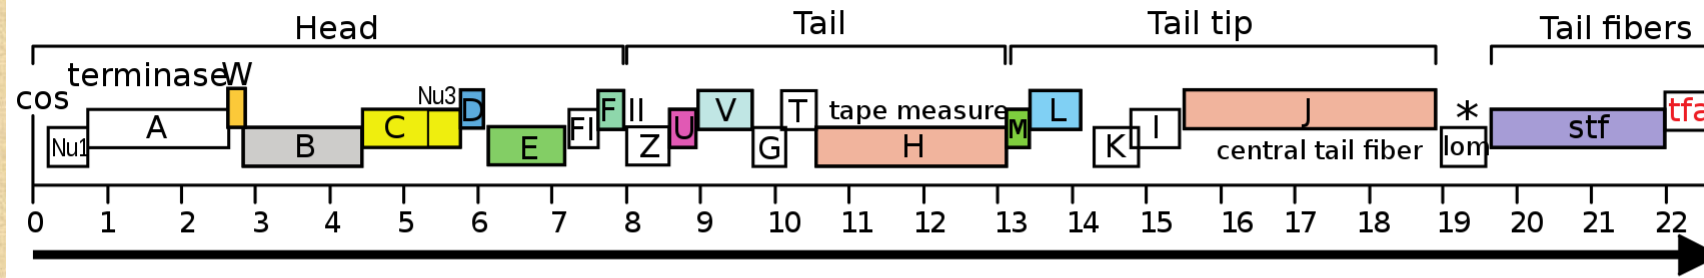 Head Tail Tail tip Tail fibers
terminase W
cos Nu3 D F II V T tape measure L J * tfa
Nu1 A B C E FI Z U G H M K I central tail fiber lom stf
0 1 2 3 4 5 6 7 8 9 10 11 12 13 14 15 16 17 18 19 20 21 22